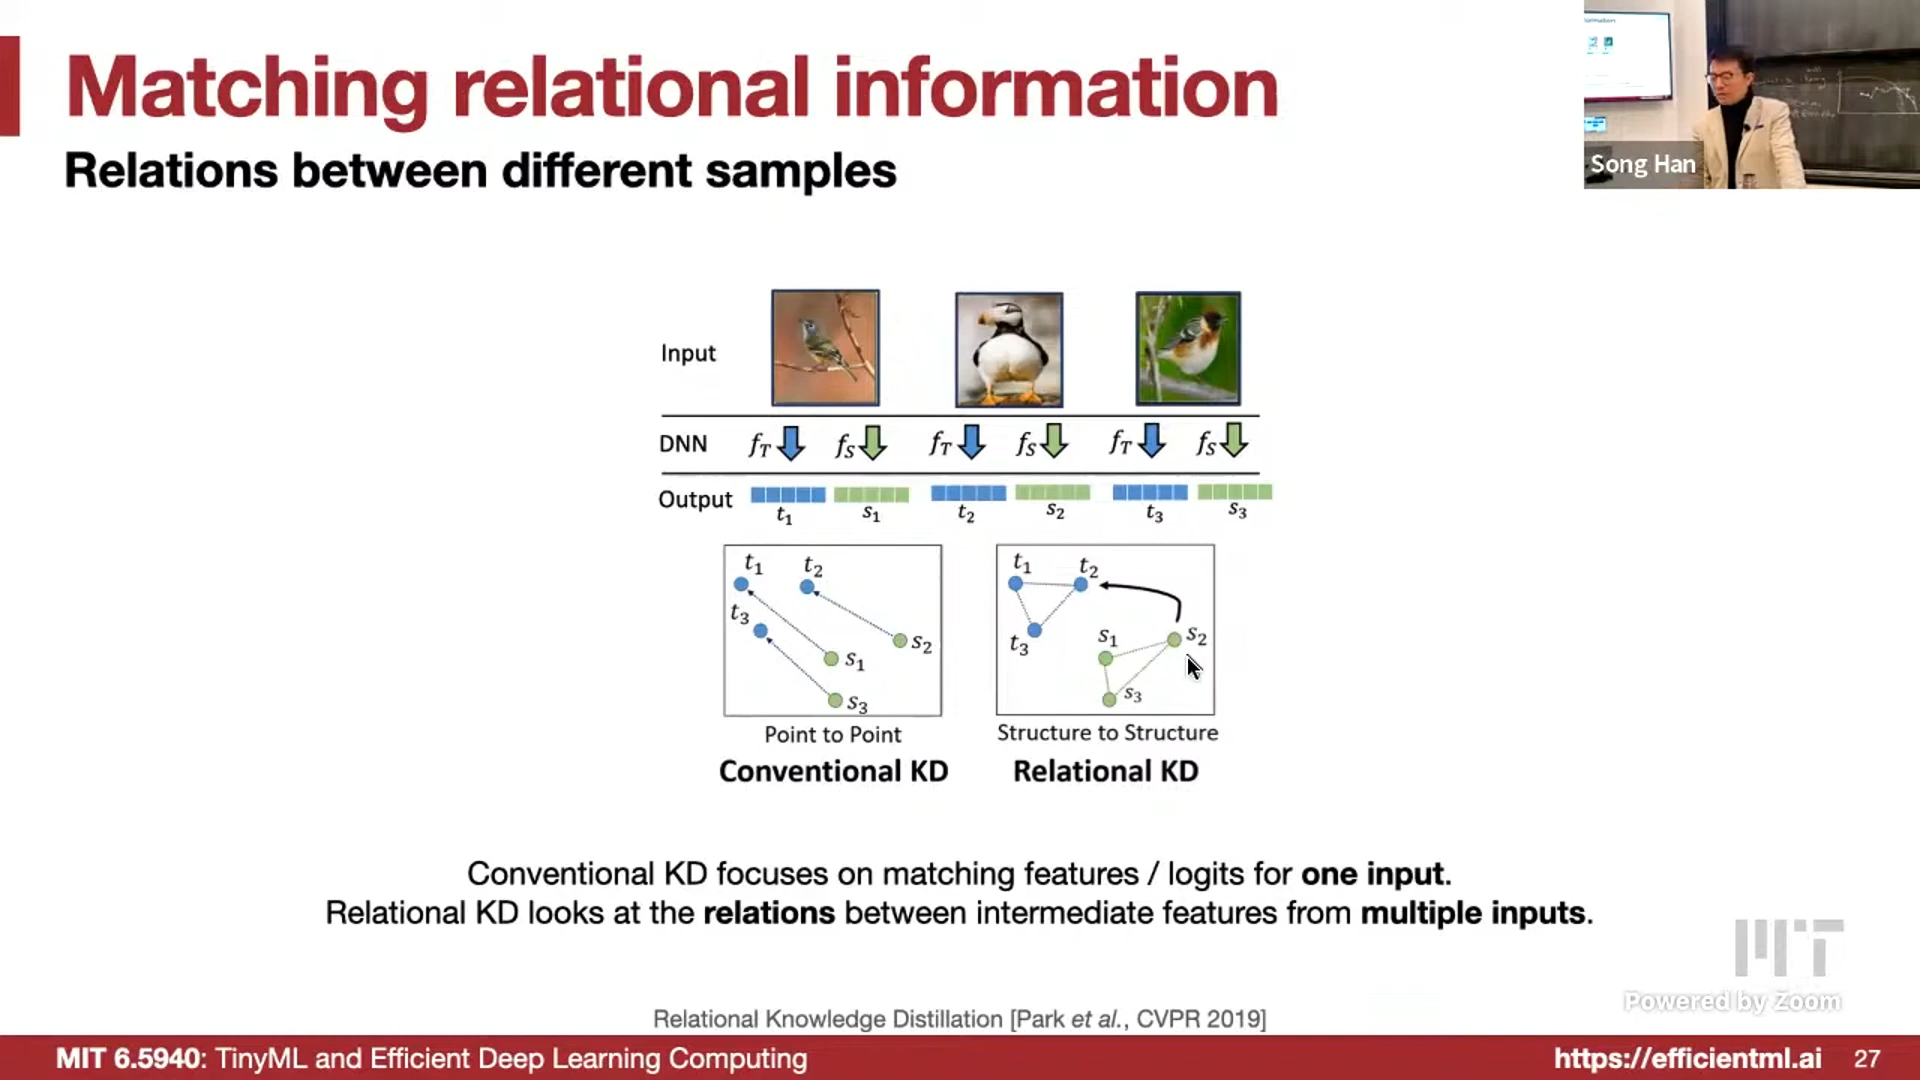 Matching relational information
Relations between different samples
Song Han
Input
DNN f_T f_S f_T f_S f_T f_S
Output
t_1 s_1 t_2 s_2 t_3 s_3
t_1 t_2
t_3
s_2
s_1
s_3
t_1 t_2
t_3
s_1 s_2
s_3
Point to Point Structure to Structure
Conventional KD Relational KD
Conventional KD focuses on matching features / logits for one input.
Relational KD looks at the relations between intermediate features from multiple inputs.
MIT
Powered by Zoom
Relational Knowledge Distillation [Park et al., CVPR 2019]
MIT 6.5940: TinyML and Efficient Deep Learning Computing https://efficientml.ai 27